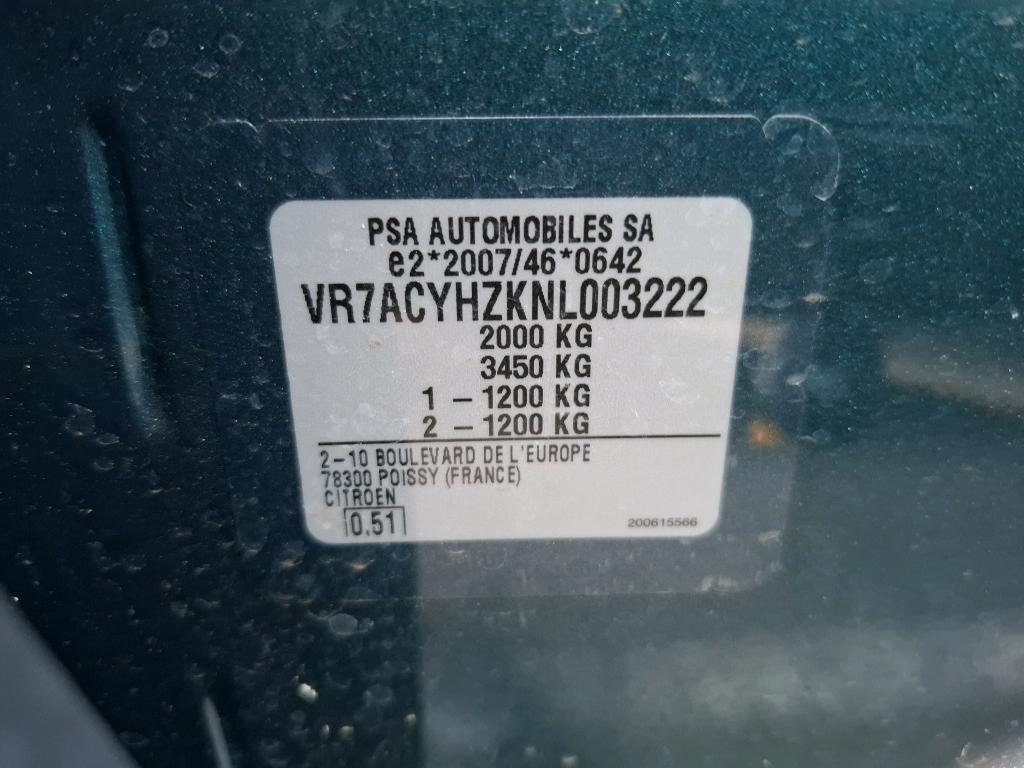 PSA AUTOMOBILES SA
e2*2007/46*0642
VR7ACYHZKNL003222
2000 KG
3450 KG
1 – 1200 KG
2 – 1200 KG
2–10 BOULEVARD DE L'EUROPE
78300 POISSY (FRANCE)
CITROEN
0,51
200615566